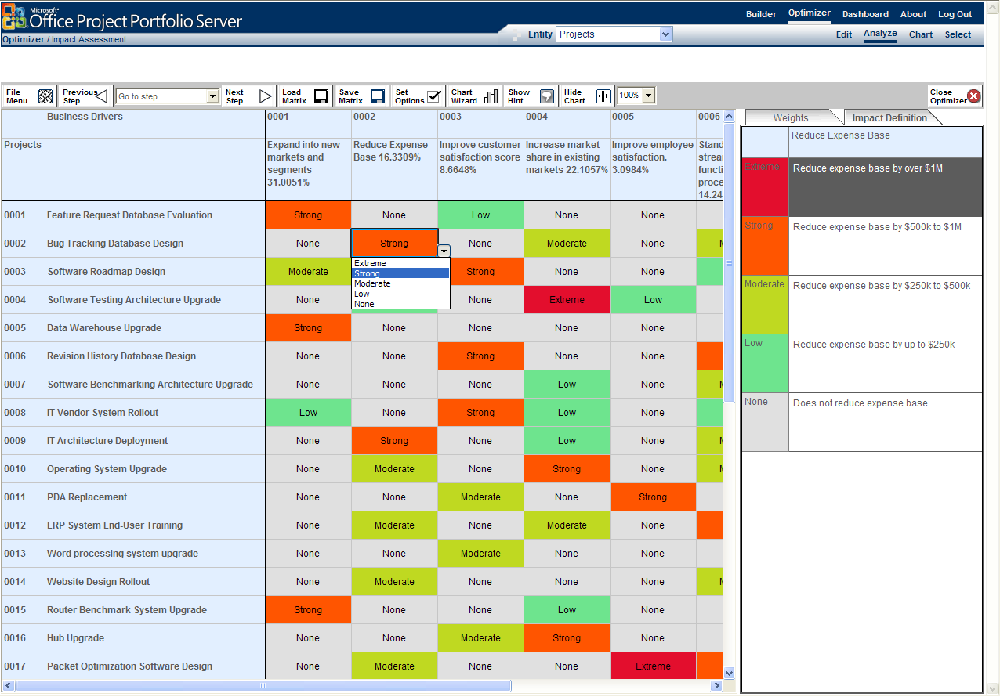 Microsoft®
Office Project Portfolio Server
Builder Optimizer Dashboard About Log Out
Optimizer / Impact Assessment
Entity Projects
Edit Analyze Chart Select
File Menu
Previous Step
Go to step...
Next Step
Load Matrix
Save Matrix
Set Options
Chart Wizard
Show Hint
Hide Chart
100%
Close Optimizer
Business Drivers 0001 0002 0003 0004 0005 0006
Projects
Expand into new markets and segments 31.0051%
Reduce Expense Base 16.3309%
Improve customer satisfaction score 8.6648%
Increase market share in existing markets 22.1057%
Improve employee satisfaction. 3.0984%
Stand
strea
functi
proce
14.24
0001 Feature Request Database Evaluation Strong None Low None None
0002 Bug Tracking Database Design None Strong None Moderate None
0003 Software Roadmap Design Moderate Strong None None
0004 Software Testing Architecture Upgrade None None Extreme Low
Extreme
Strong
Moderate
Low
None
0005 Data Warehouse Upgrade Strong None None None None
0006 Revision History Database Design None None Strong None None
0007 Software Benchmarking Architecture Upgrade None None None Low None
0008 IT Vendor System Rollout Low None Strong Low None
0009 IT Architecture Deployment None Strong None Low None
0010 Operating System Upgrade None Moderate None Strong None
0011 PDA Replacement None None Moderate None Strong
0012 ERP System End-User Training None Moderate None Moderate None
0013 Word processing system upgrade None None Moderate None None
0014 Website Design Rollout None Moderate None None None
0015 Router Benchmark System Upgrade Strong None None Low None
0016 Hub Upgrade None None Moderate Strong None
0017 Packet Optimization Software Design None Moderate None None Extreme
Weights Impact Definition
Reduce Expense Base
Extreme Reduce expense base by over $1M
Strong Reduce expense base by $500k to $1M
Moderate Reduce expense base by $250k to $500k
Low Reduce expense base by up to $250k
None Does not reduce expense base.